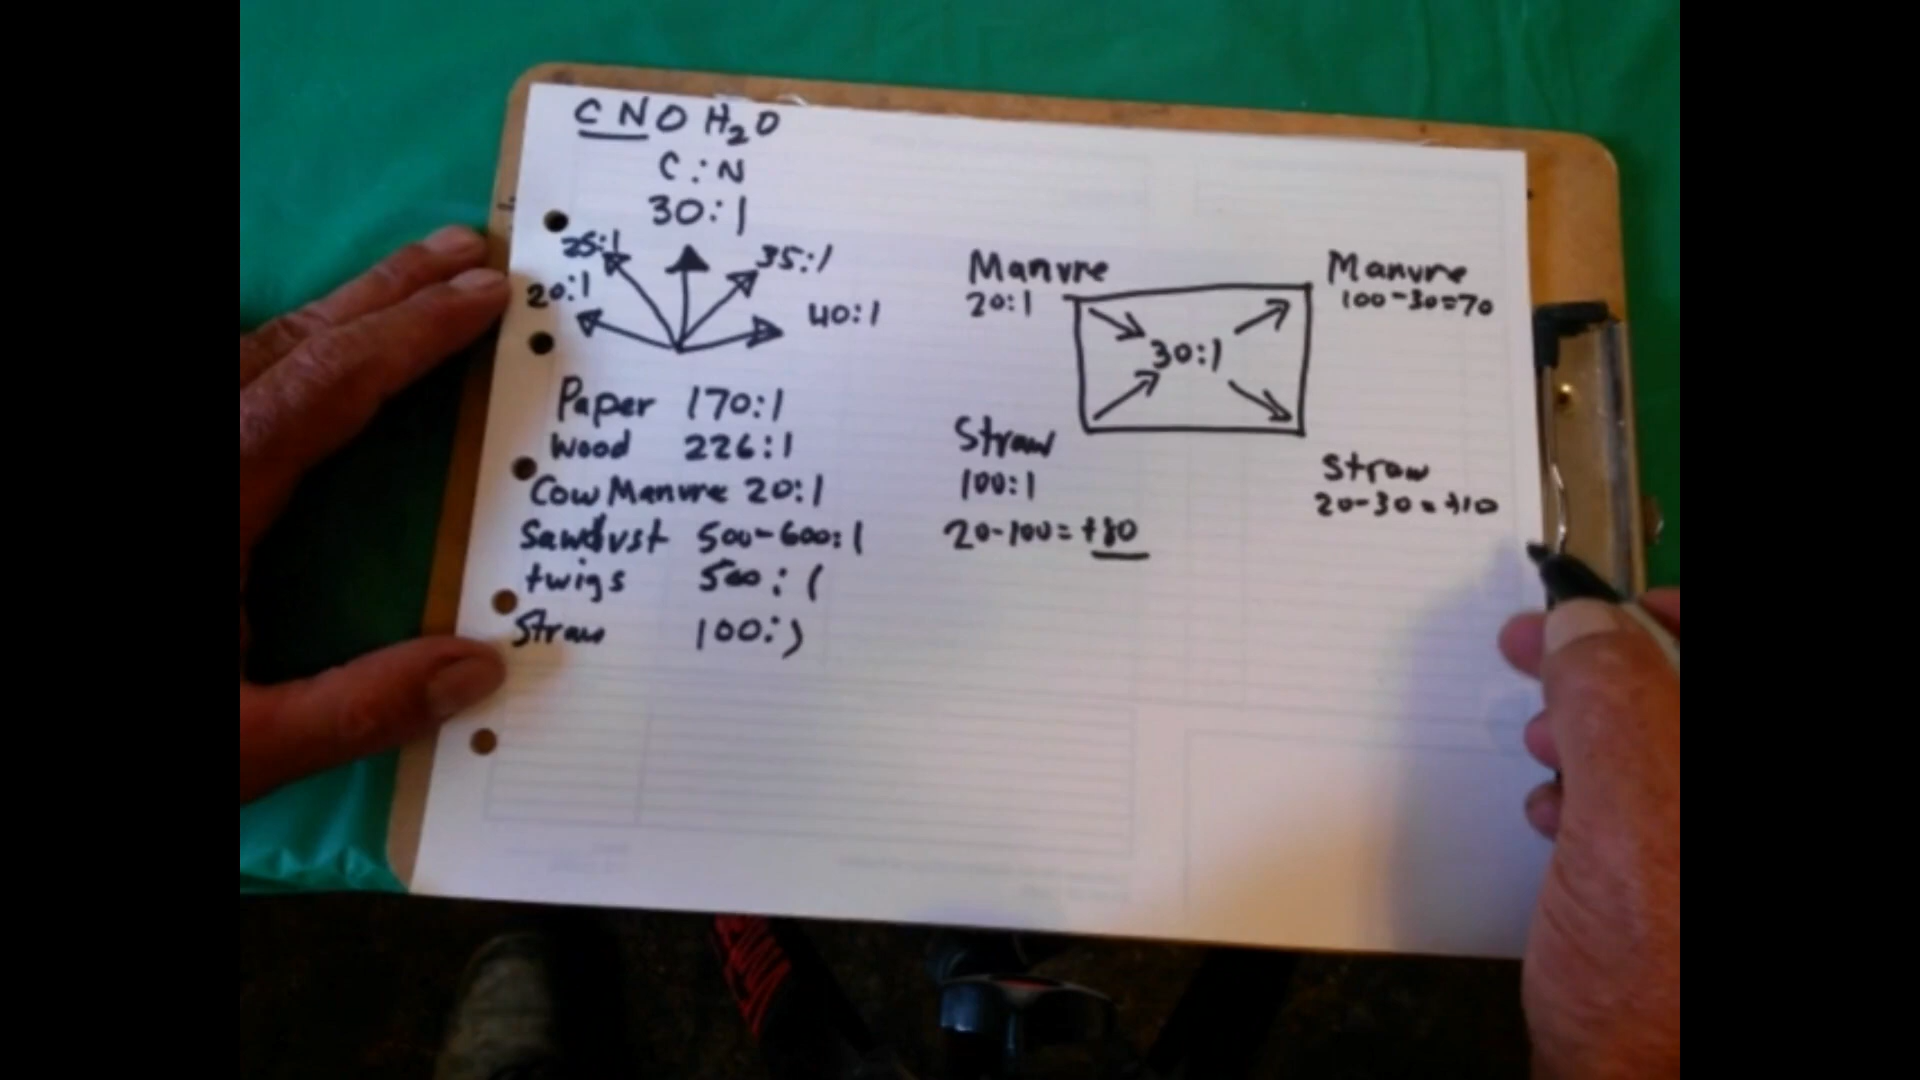 C N O H2O
C:N
30:1
25:1
35:1
20:1
40:1
Paper 170:1
Wood 226:1
Cow Manure 20:1
Sawdust 500-600:1
twigs 500:1
Straw 100:1
Manure
20:1
30:1
Straw
100:1
20-100=+80
Manure
100-30=70
Straw
20-30=+10